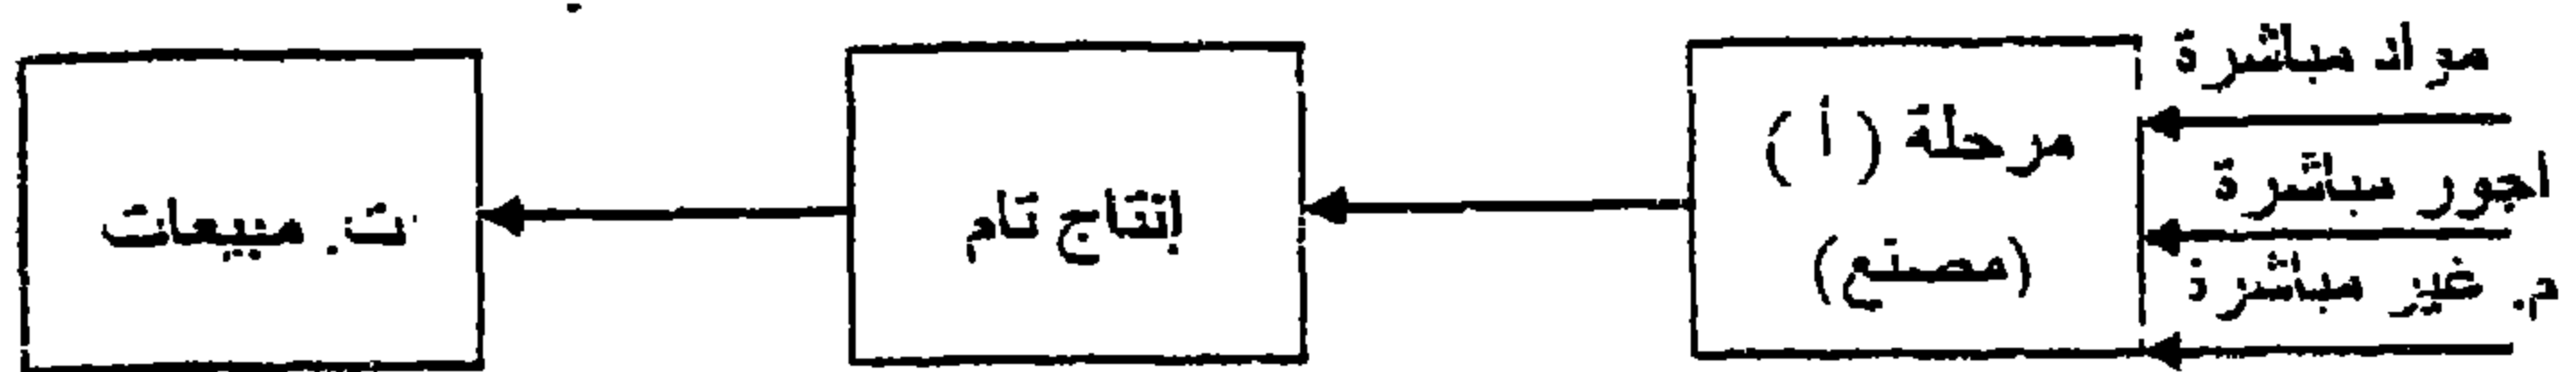 مواد مباشرة
اجور مباشرة
م. غير مباشرة
مرحلة ( أ )
(مصنع)
إنتاج تام
ت. مبيعات